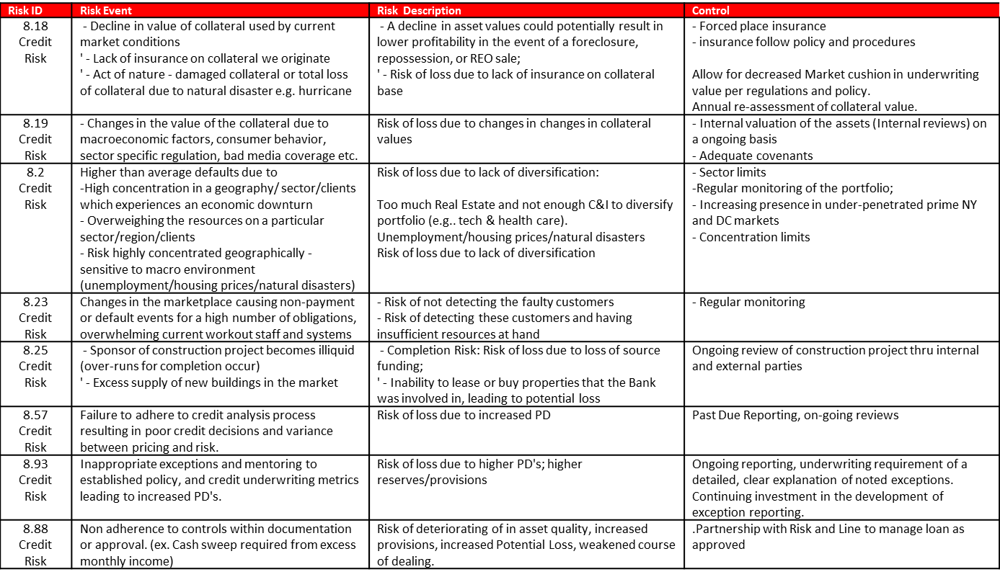 Risk ID Risk Event Risk  Description Control
8.18
Credit
Risk
- Decline in value of collateral used by current
market conditions
' - Lack of insurance on collateral we originate
' - Act of nature - damaged collateral or total loss
of collateral due to natural disaster e.g. hurricane
- A decline in asset values could potentially result in
lower profitability in the event of a foreclosure,
repossession, or REO sale;
' - Risk of loss due to lack of insurance on collateral
base
- Forced place insurance
- insurance follow policy and procedures
Allow for decreased Market cushion in underwriting
value per regulations and policy.
Annual re-assessment of collateral value.
8.19
Credit
Risk
- Changes in the value of the collateral due to
macroeconomic factors, consumer behavior,
sector specific regulation, bad media coverage etc.
Risk of loss due to changes in changes in collateral
values
- Internal valuation of the assets (Internal reviews) on
a ongoing basis
- Adequate covenants
8.2
Credit
Risk
Higher than average defaults due to
-High concentration in a geography/ sector/clients
which experiences an economic downturn
- Overweighing the resources on a particular
sector/region/clients
- Risk highly concentrated geographically -
sensitive to macro environment
(unemployment/housing prices/natural disasters)
Risk of loss due to lack of diversification:
Too much Real Estate and not enough C&I to diversify
portfolio (e.g.. tech & health care).
Unemployment/housing prices/natural disasters
Risk of loss due to lack of diversification
- Sector limits
-Regular monitoring of the portfolio;
- Increasing presence in under-penetrated prime NY
and DC markets
- Concentration limits
8.23
Credit
Risk
Changes in the marketplace causing non-payment
or default events for a high number of obligations,
overwhelming current workout staff and systems
- Risk of not detecting the faulty customers
- Risk of detecting these customers and having
insufficient resources at hand
- Regular monitoring
8.25
Credit
Risk
- Sponsor of construction project becomes illiquid
(over-runs for completion occur)
' - Excess supply of new buildings in the market
- Completion Risk: Risk of loss due to loss of source
funding;
' - Inability to lease or buy properties that the Bank
was involved in, leading to potential loss
Ongoing review of construction project thru internal
and external parties
8.57
Credit
Risk
Failure to adhere to credit analysis process
resulting in poor credit decisions and variance
between pricing and risk.
Risk of loss due to increased PD
Past Due Reporting, on-going reviews
8.93
Credit
Risk
Inappropriate exceptions and mentoring to
established policy, and credit underwriting metrics
leading to increased PD's.
Risk of loss due to higher PD's; higher
reserves/provisions
Ongoing reporting, underwriting requirement of a
detailed, clear explanation of noted exceptions.
Continuing investment in the development of
exception reporting.
8.88
Credit
Risk
Non adherence to controls within documentation
or approval. (ex. Cash sweep required from excess
monthly income)
Risk of deteriorating of in asset quality, increased
provisions, increased Potential Loss, weakened course
of dealing.
.Partnership with Risk and Line to manage loan as
approved